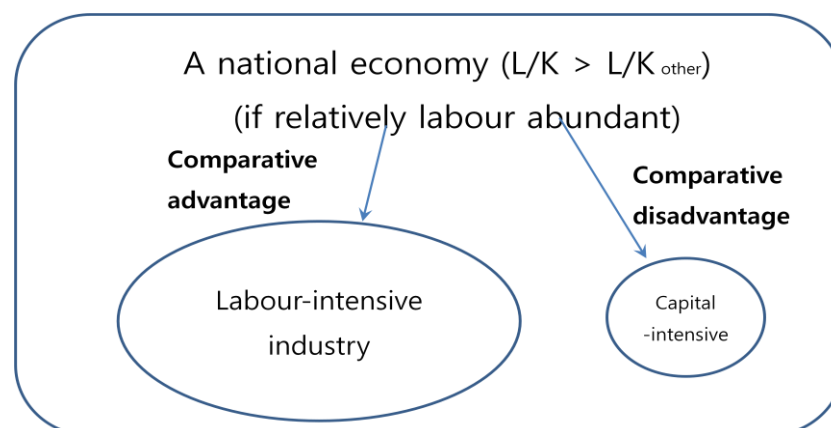 A national economy (L/K > L/K other)
(if relatively labour abundant)
Comparative
advantage
Comparative
disadvantage
Labour-intensive
industry
Capital
-intensive